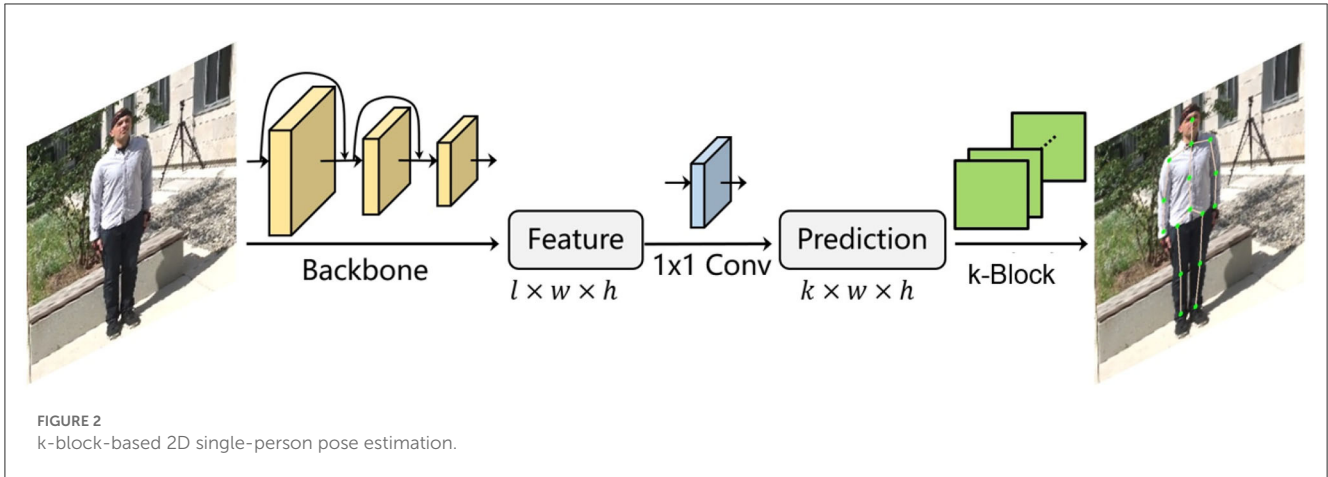 Backbone
Feature
l × w × h
1x1 Conv
Prediction
k × w × h
k-Block
FIGURE 2
k-block-based 2D single-person pose estimation.